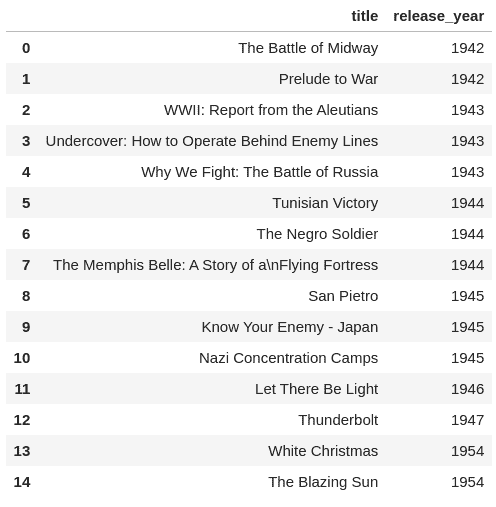 title release_year
0 The Battle of Midway 1942
1 Prelude to War 1942
2 WWII: Report from the Aleutians 1943
3 Undercover: How to Operate Behind Enemy Lines 1943
4 Why We Fight: The Battle of Russia 1943
5 Tunisian Victory 1944
6 The Negro Soldier 1944
7 The Memphis Belle: A Story of a\nFlying Fortress 1944
8 San Pietro 1945
9 Know Your Enemy - Japan 1945
10 Nazi Concentration Camps 1945
11 Let There Be Light 1946
12 Thunderbolt 1947
13 White Christmas 1954
14 The Blazing Sun 1954